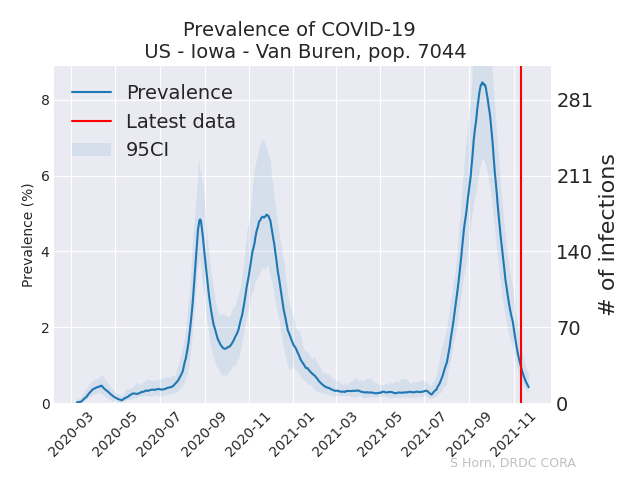 Prevalence of COVID-19
US - Iowa - Van Buren, pop. 7044
Prevalence
Latest data
95CI
Prevalence (%)
8
6
4
2
0
281
211
140
70
0
# of infections
2020-03
2020-05
2020-07
2020-09
2020-11
2021-01
2021-03
2021-05
2021-07
2021-09
2021-11
S Horn, DRDC CORA